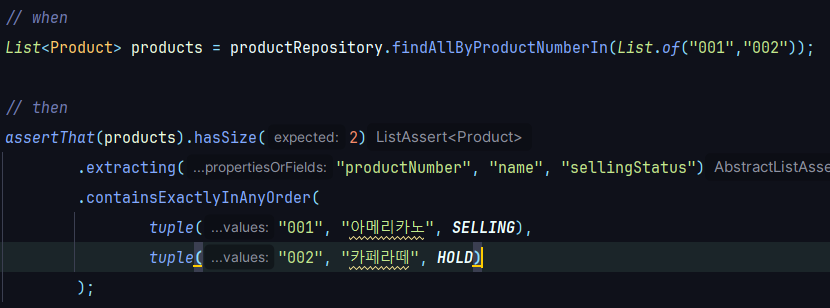 // when
List<Product> products = productRepository.findAllByProductNumberIn(List.of("001","002"));
// then
assertThat(products).hasSize( expected: 2) ListAssert<Product>
.extracting( ...propertiesOrFields: "productNumber", "name", "sellingStatus") AbstractListAsse
.containsExactlyInAnyOrder(
tuple( ...values: "001", "아메리카노", SELLING),
tuple( ...values: "002", "카페라떼", HOLD)
);